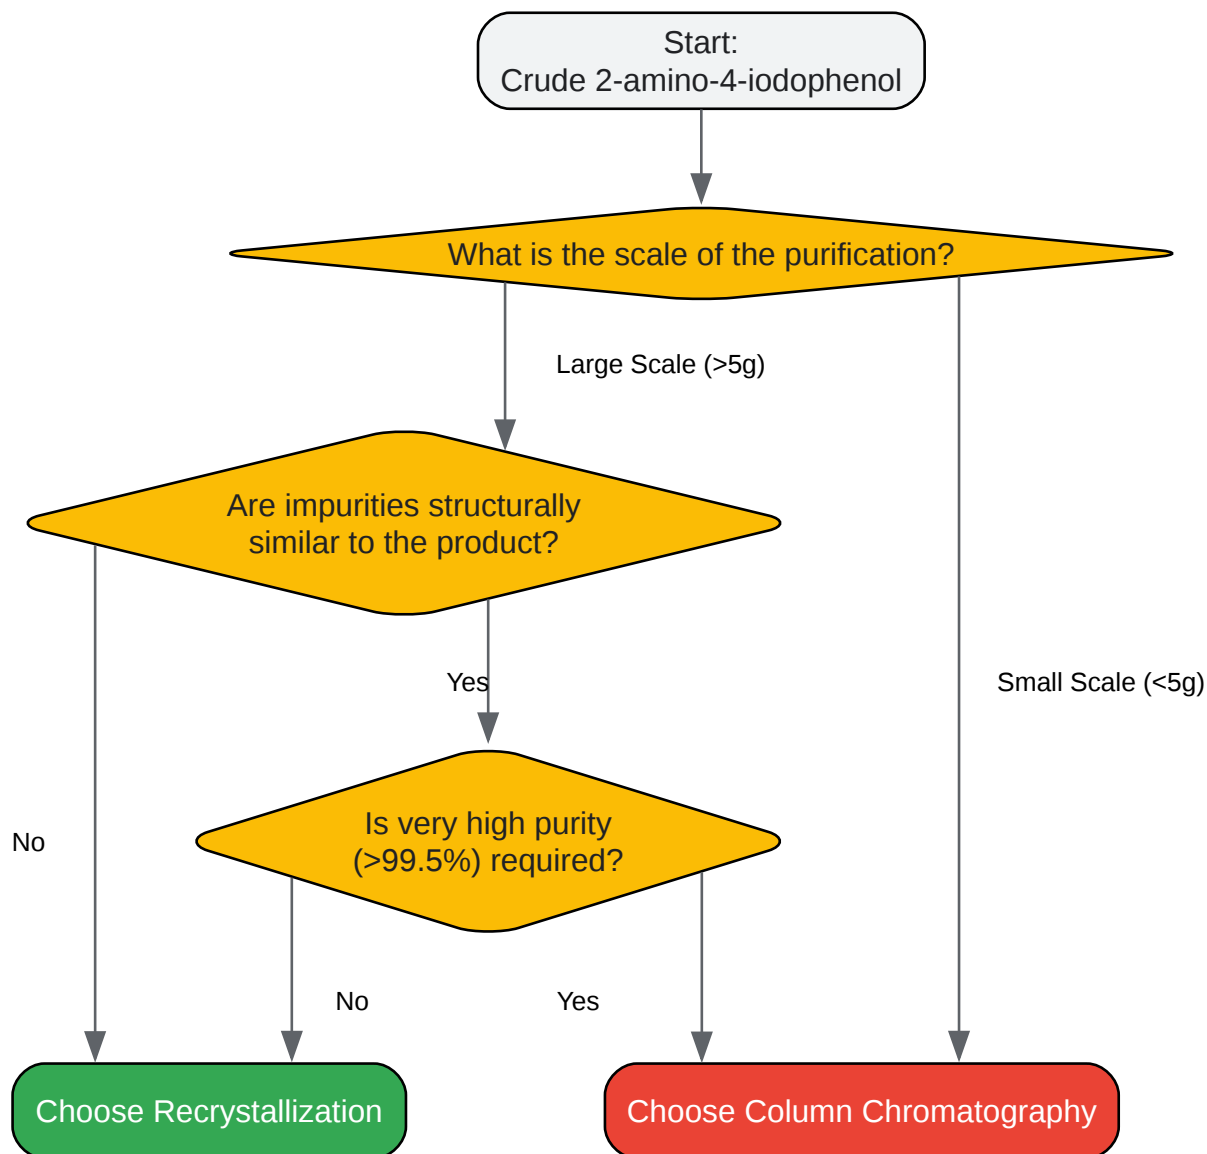 Start:
Crude 2-amino-4-iodophenol
What is the scale of the purification?
Large Scale (>5g)
Are impurities structurally
similar to the product?
Yes
Small Scale (<5g)
Is very high purity
(>99.5%) required?
No
No
Yes
Choose Recrystallization
Choose Column Chromatography